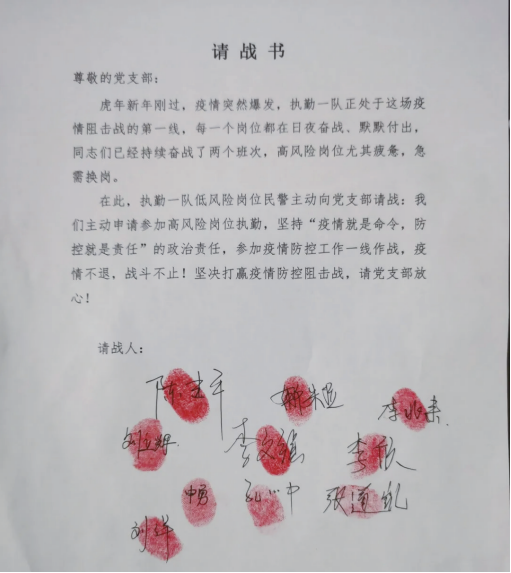 请战书
尊敬的党支部：
虎年新年刚过，疫情突然爆发，执勤一队正处于这场疫
情阻击战的第一线，每一个岗位都在日夜奋战、默默付出，
同志们已经持续奋战了两个班次，高风险岗位尤其疲惫，急
需换岗。
在此，执勤一队低风险岗位民警主动向党支部请战：我
们主动申请参加高风险岗位执勤，坚持“疫情就是命令，防
控就是责任”的政治责任，参加疫情防控工作一线作战，疫
情不退，战斗不止！坚决打赢疫情防控阻击战，请党支部放
心！
请战人：
李文强
刘洋